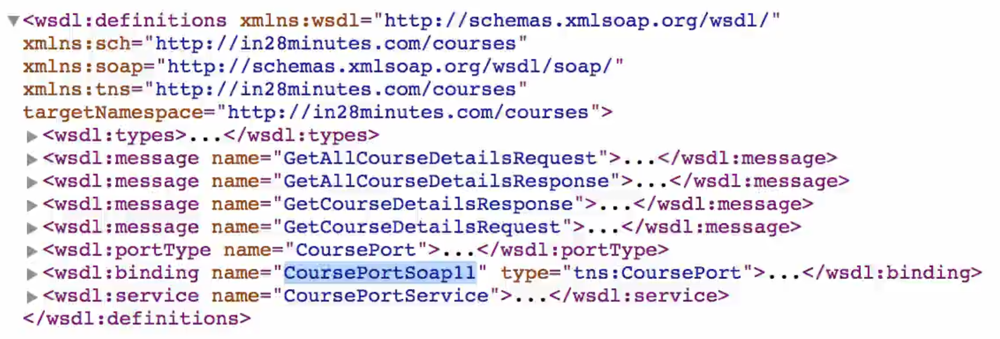 ▼<wsdl:definitions xmlns:wsdl="http://schemas.xmlsoap.org/wsdl/"
xmlns:sch="http://in28minutes.com/courses"
xmlns:soap="http://schemas.xmlsoap.org/wsdl/soap/"
xmlns:tns="http://in28minutes.com/courses"
targetNamespace="http://in28minutes.com/courses">
▶<wsdl:types>...</wsdl:types>
▶<wsdl:message name="GetAllCourseDetailsRequest">...</wsdl:message>
▶<wsdl:message name="GetAllCourseDetailsResponse">...</wsdl:message>
▶<wsdl:message name="GetCourseDetailsResponse">...</wsdl:message>
▶<wsdl:message name="GetCourseDetailsRequest">...</wsdl:message>
▶<wsdl:portType name="CoursePort">...</wsdl:portType>
▶<wsdl:binding name="CoursePortSoap11" type="tns:CoursePort">...</wsdl:binding>
▶<wsdl:service name="CoursePortService">...</wsdl:service>
</wsdl:definitions>